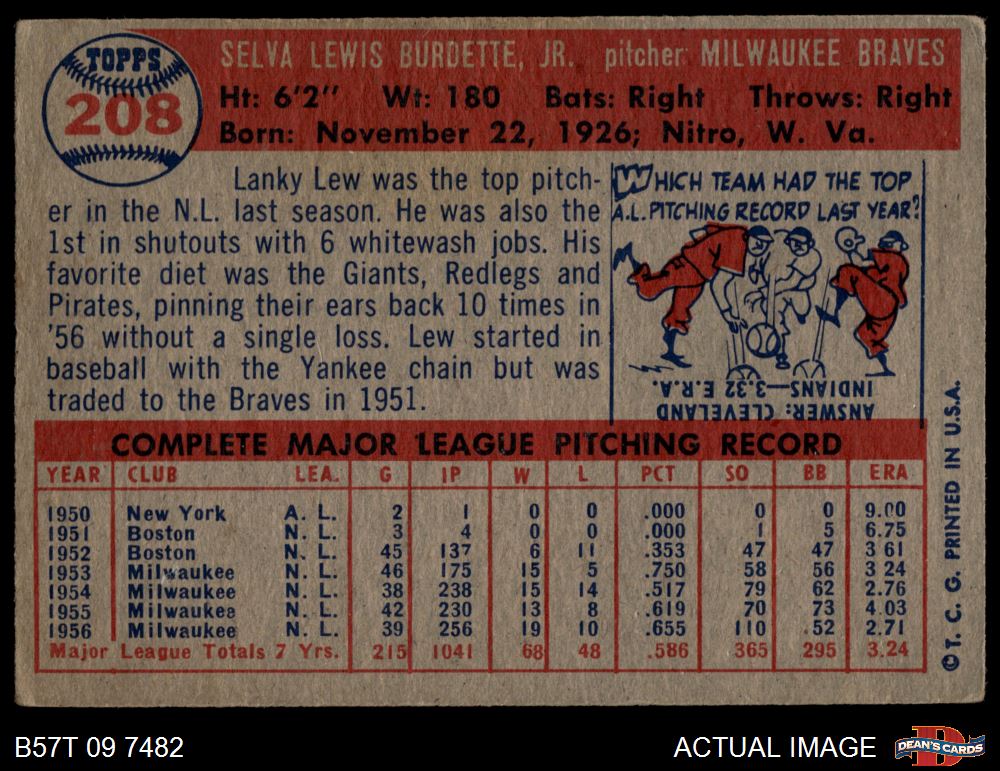 TOPPS
208
SELVA LEWIS BURDETTE, JR. pitcher MILWAUKEE BRAVES
Ht: 6'2" Wt: 180 Bats: Right Throws: Right
Born: November 22, 1926; Nitro, W. Va.
Lanky Lew was the top pitch-
er in the N.L. last season. He was also the
1st in shutouts with 6 whitewash jobs. His
favorite diet was the Giants, Redlegs and
Pirates, pinning their ears back 10 times in
'56 without a single loss. Lew started in
baseball with the Yankee chain but was
traded to the Braves in 1951.
WHICH TEAM HAD THE TOP
A.L. PITCHING RECORD LAST YEAR?
ANSWER: CLEVELAND
INDIANS—3.32 E.R.A.
COMPLETE MAJOR LEAGUE PITCHING RECORD
YEAR CLUB LEA. G IP W L PCT SO BB ERA
1950 New York A. L. 2 1 0 0 .000 0 0 9.00
1951 Boston N. L. 3 4 0 0 .000 1 5 6.75
1952 Boston N. L. 45 137 6 11 .353 47 47 3.61
1953 Milwaukee N. L. 46 175 15 5 .750 58 56 3.24
1954 Milwaukee N. L. 38 238 15 14 .517 79 62 2.76
1955 Milwaukee N. L. 42 230 13 8 .619 70 73 4.03
1956 Milwaukee N. L. 39 256 19 10 .655 110 52 2.71
Major League Totals 7 Yrs. 215 1041 68 48 .586 365 295 3.24
© T. C. G. PRINTED IN U.S.A.
B57T 09 7482
ACTUAL IMAGE
DEAN'S CARDS